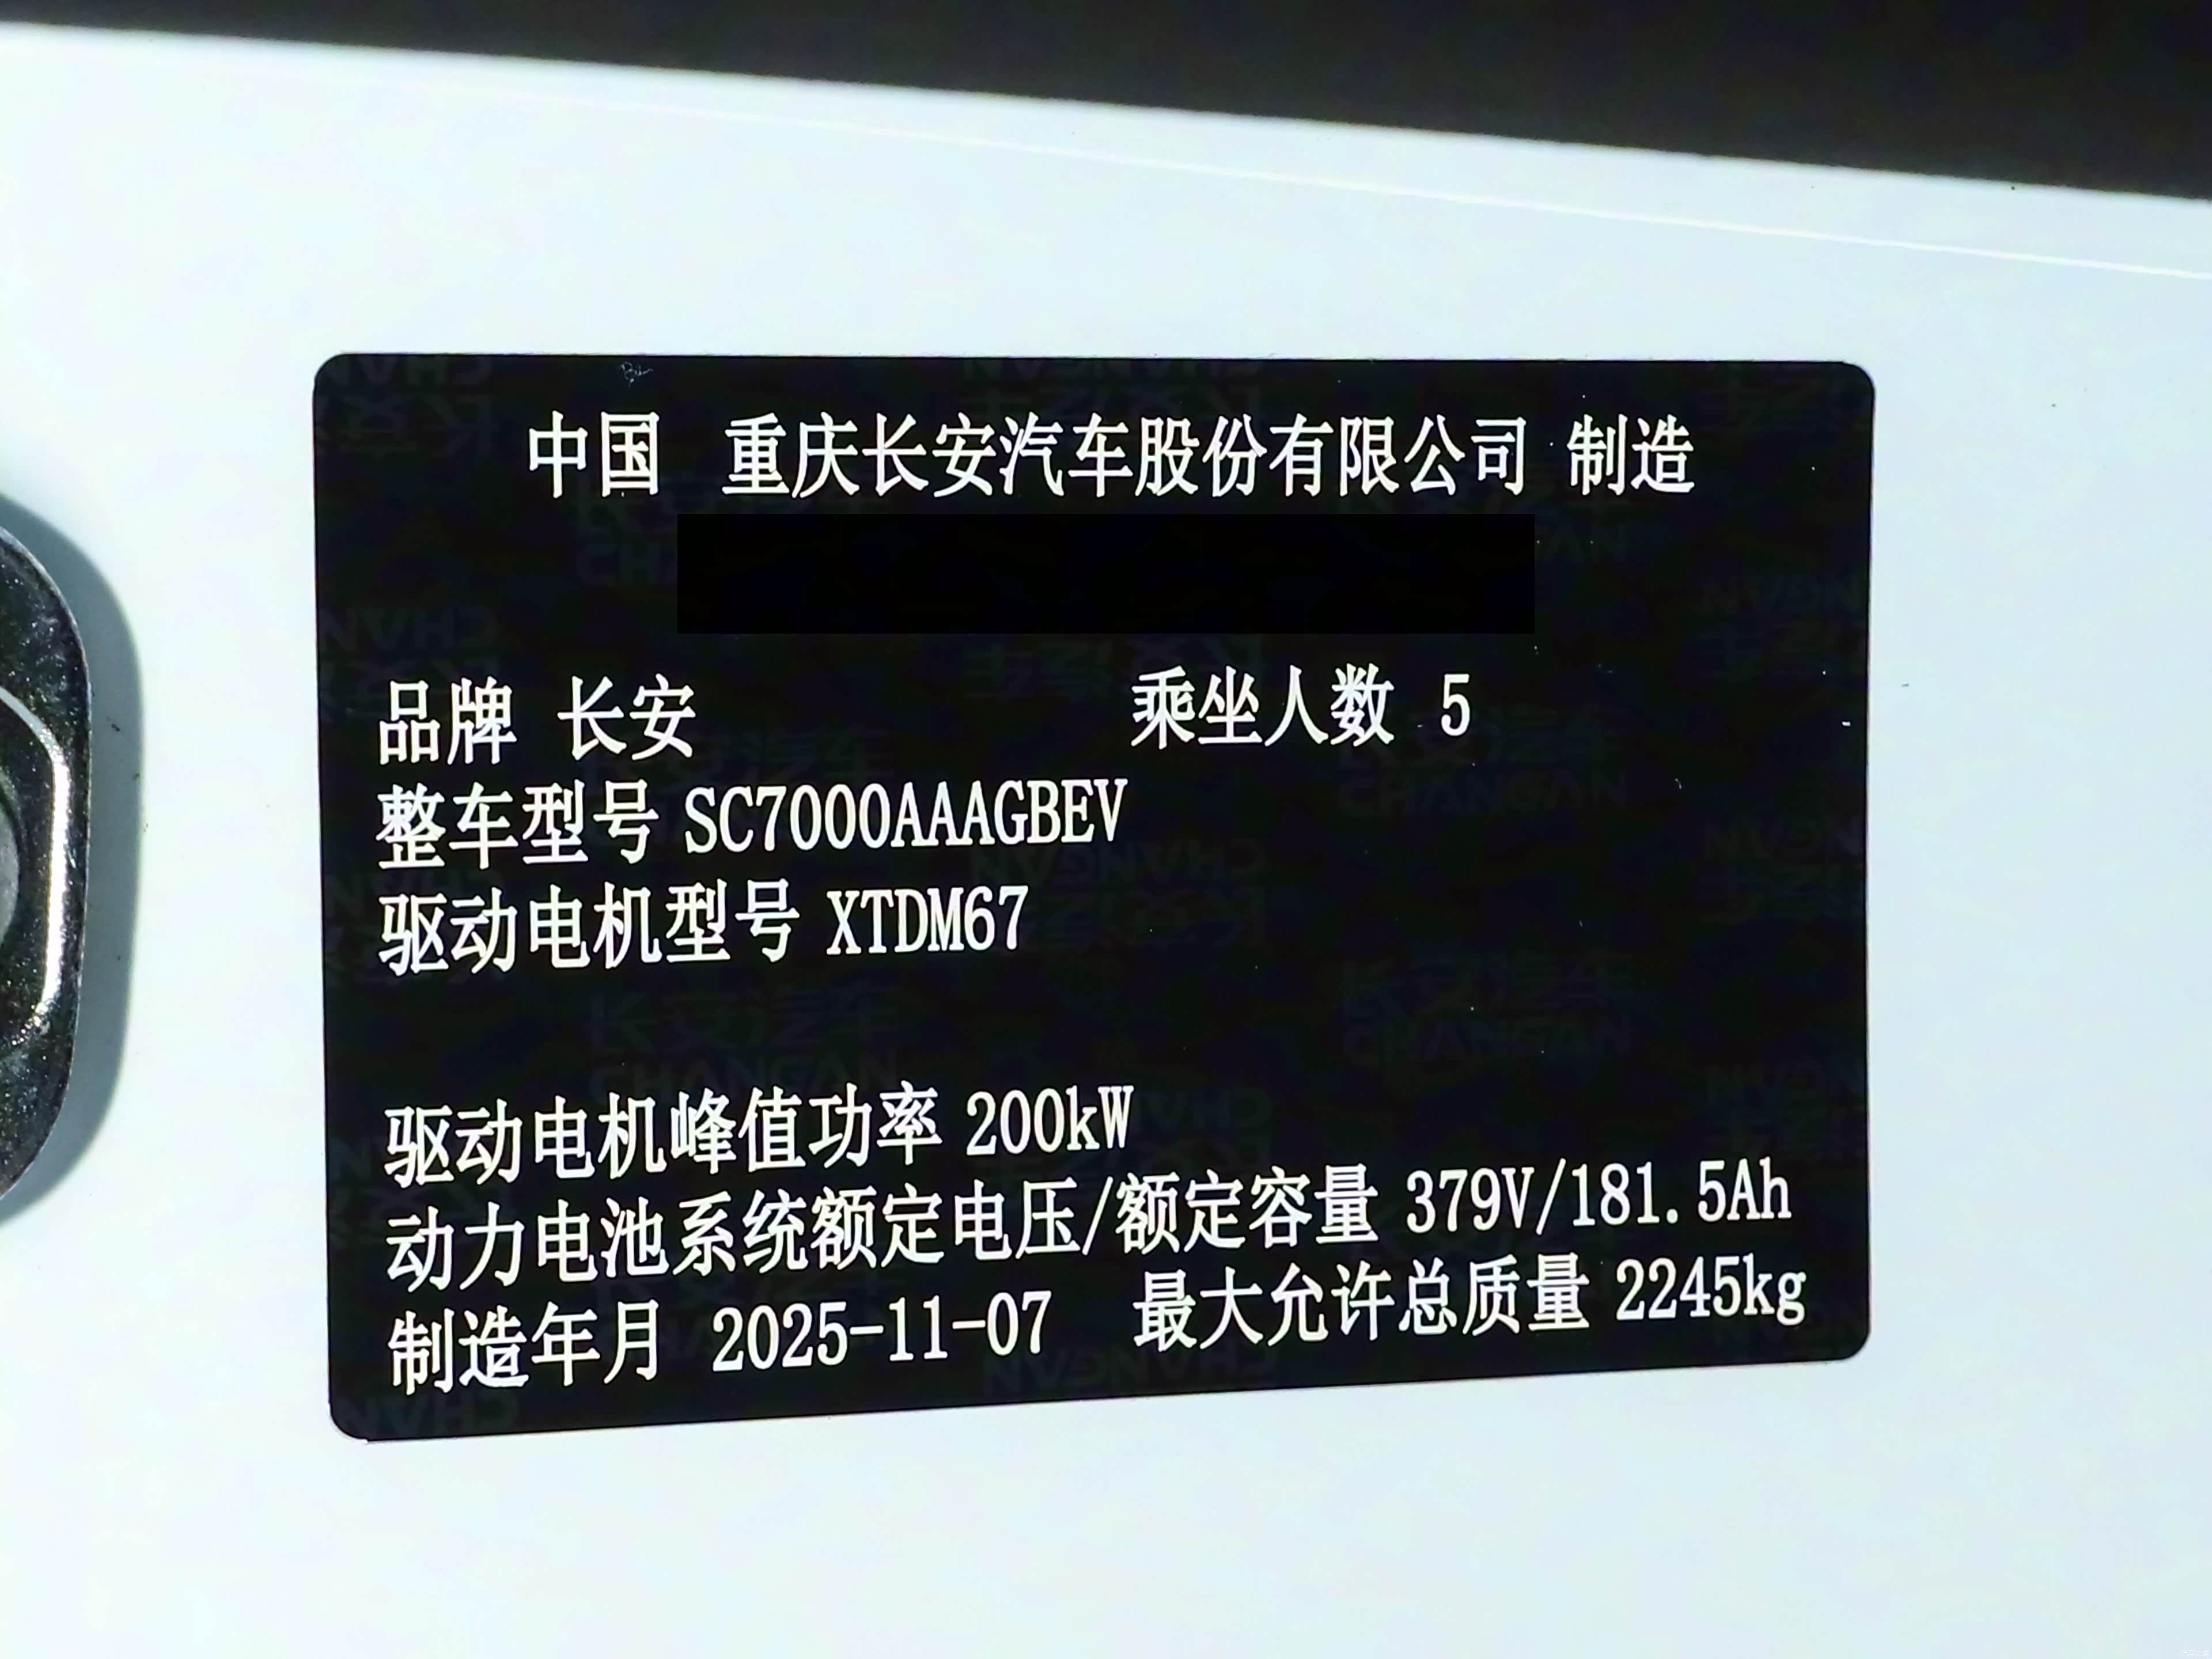 中国 重庆长安汽车股份有限公司 制造
品牌 长安 乘坐人数 5
整车型号 SC7000AAAGBEV
驱动电机型号 XTDM67
驱动电机峰值功率 200kW
动力电池系统额定电压/额定容量 379V/181.5Ah
制造年月 2025-11-07 最大允许总质量 2245kg